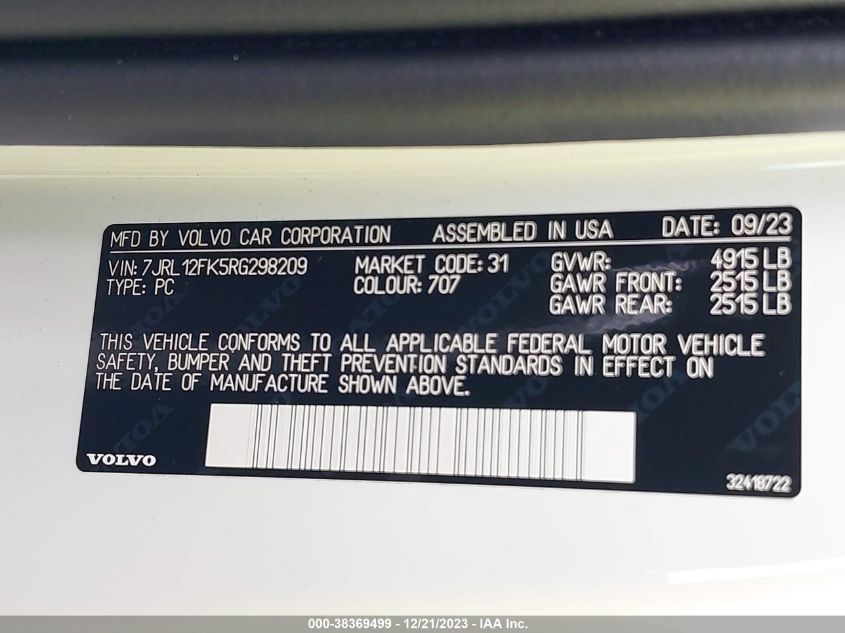 MFD BY VOLVO CAR CORPORATION ASSEMBLED IN USA DATE: 09/23
VIN: 7JRL12FK5RG298209 MARKET CODE: 31 GVWR: 4915 LB
TYPE: PC COLOUR: 707 GAWR FRONT: 2515 LB
GAWR REAR: 2515 LB
THIS VEHICLE CONFORMS TO ALL APPLICABLE FEDERAL MOTOR VEHICLE
SAFETY, BUMPER AND THEFT PREVENTION STANDARDS IN EFFECT ON
THE DATE OF MANUFACTURE SHOWN ABOVE.
VOLVO
32418722
000-38369499 - 12/21/2023 - IAA Inc.